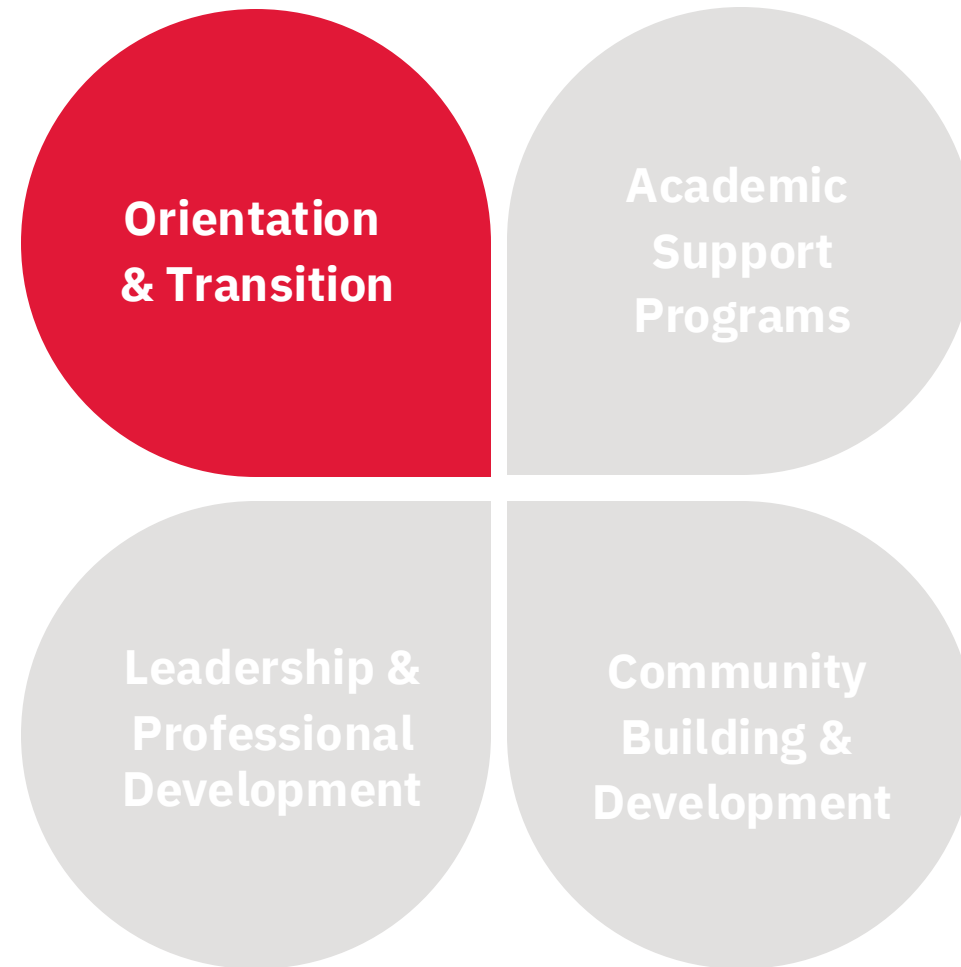 Orientation
& Transition
Academic
Support
Programs
Leadership &
Professional
Development
Community
Building &
Development